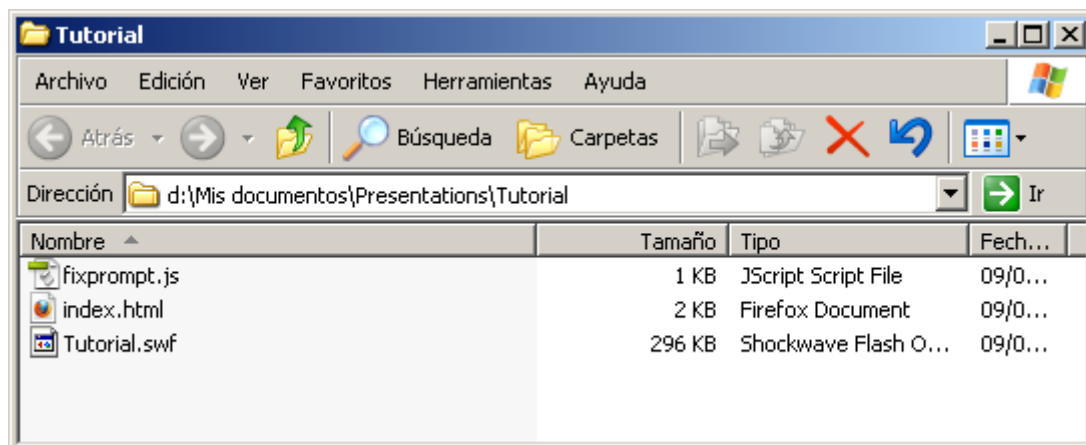 Tutorial
Archivo Edición Ver Favoritos Herramientas Ayuda
Atrás Búsqueda Carpetas
Dirección d:\Mis documentos\Presentations\Tutorial Ir
Nombre Tamaño Tipo Fech...
fixprompt.js 1 KB JScript Script File 09/0...
index.html 2 KB Firefox Document 09/0...
Tutorial.swf 296 KB Shockwave Flash O... 09/0...